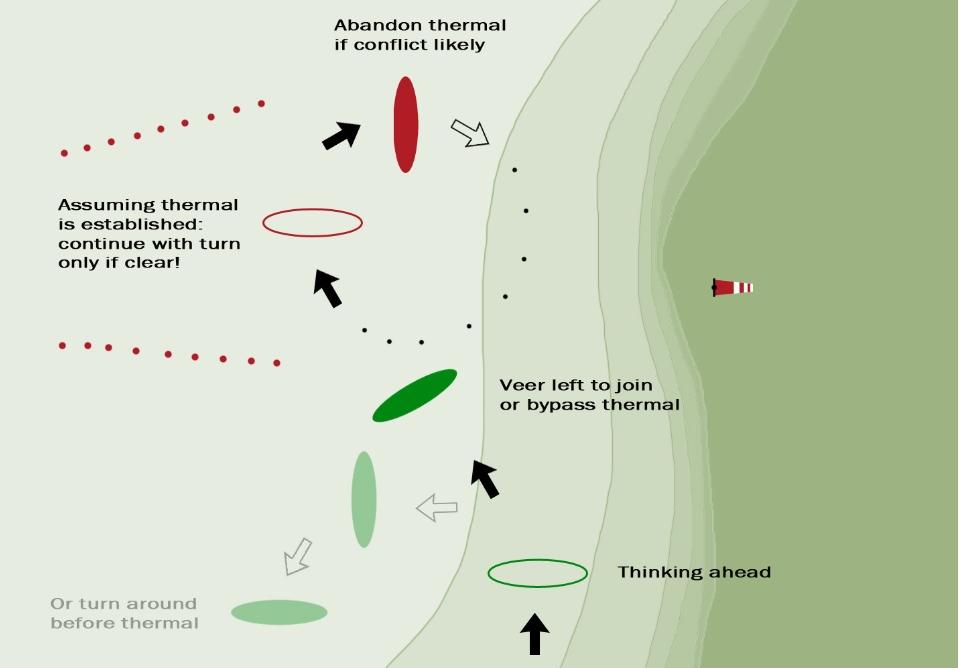 Abandon thermal
if conflict likely
Assuming thermal
is established:
continue with turn
only if clear!
Veer left to join
or bypass thermal
Thinking ahead
Or turn around
before thermal